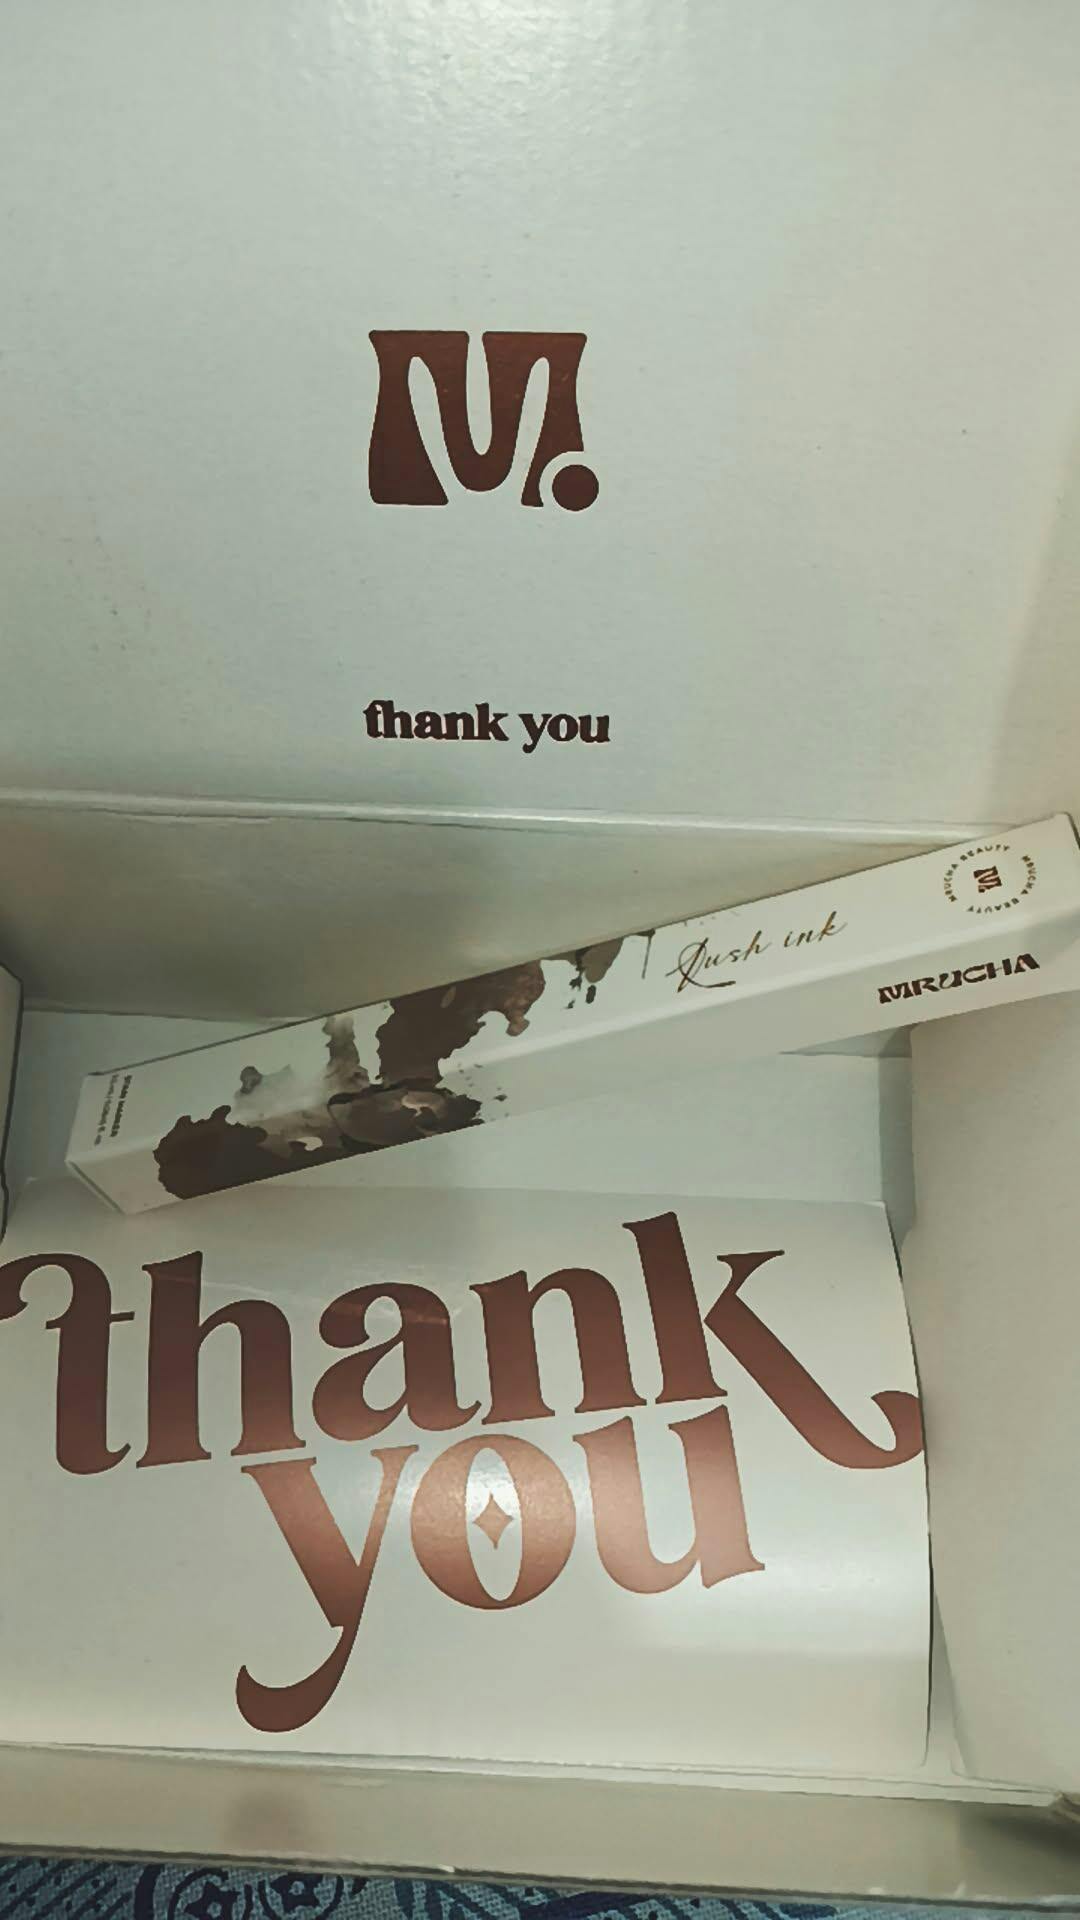 M.
thank you
MRUCHA BEAUTY MRUCHA BEAUTY
M.
Lush ink
MRUCHA
thank
you